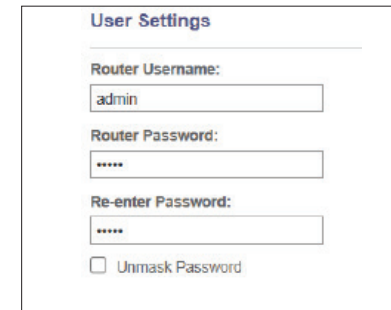 User Settings
Router Username:
admin
Router Password:
•••••
Re-enter Password:
•••••
Unmask Password